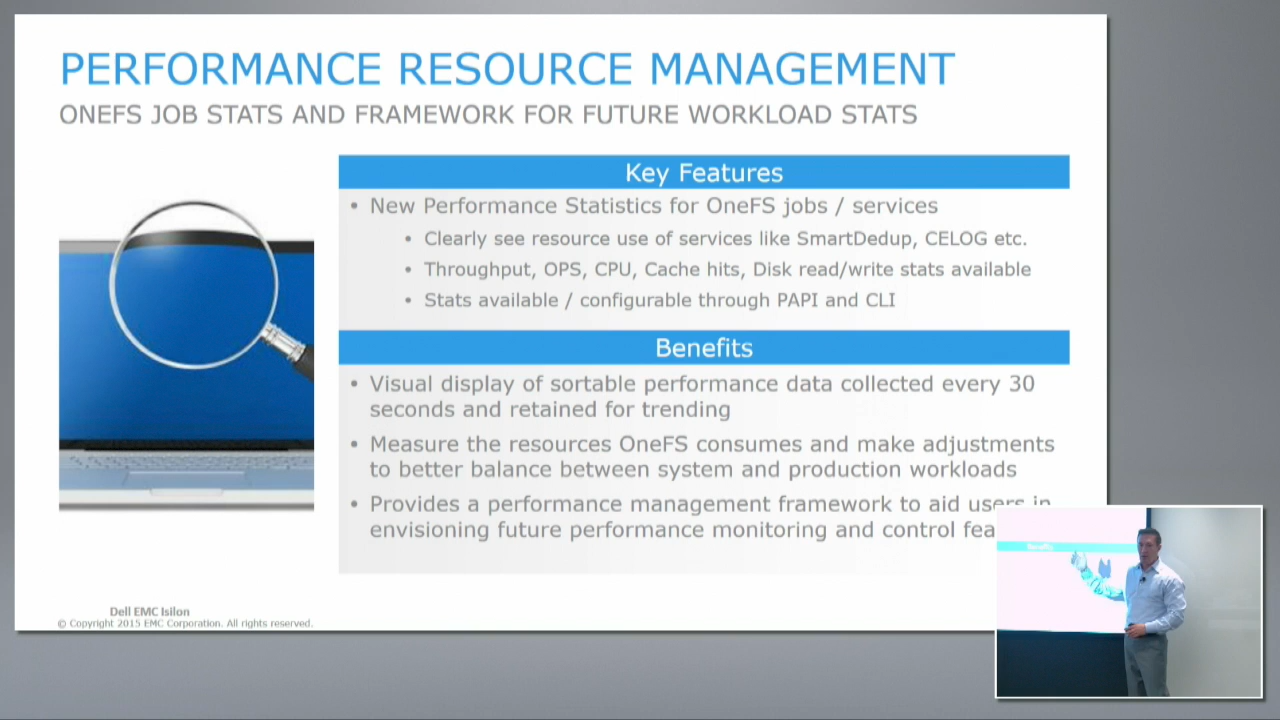 PERFORMANCE RESOURCE MANAGEMENT
ONEFS JOB STATS AND FRAMEWORK FOR FUTURE WORKLOAD STATS
Key Features
• New Performance Statistics for OneFS jobs / services
• Clearly see resource use of services like SmartDedup, CELOG etc.
• Throughput, OPS, CPU, Cache hits, Disk read/write stats available
• Stats available / configurable through PAPI and CLI
Benefits
• Visual display of sortable performance data collected every 30
seconds and retained for trending
• Measure the resources OneFS consumes and make adjustments
to better balance between system and production workloads
• Provides a performance management framework to aid users in
envisioning future performance monitoring and control
Dell EMC Isilon
© Copyright 2015 EMC Corporation. All rights reserved.
Benefits